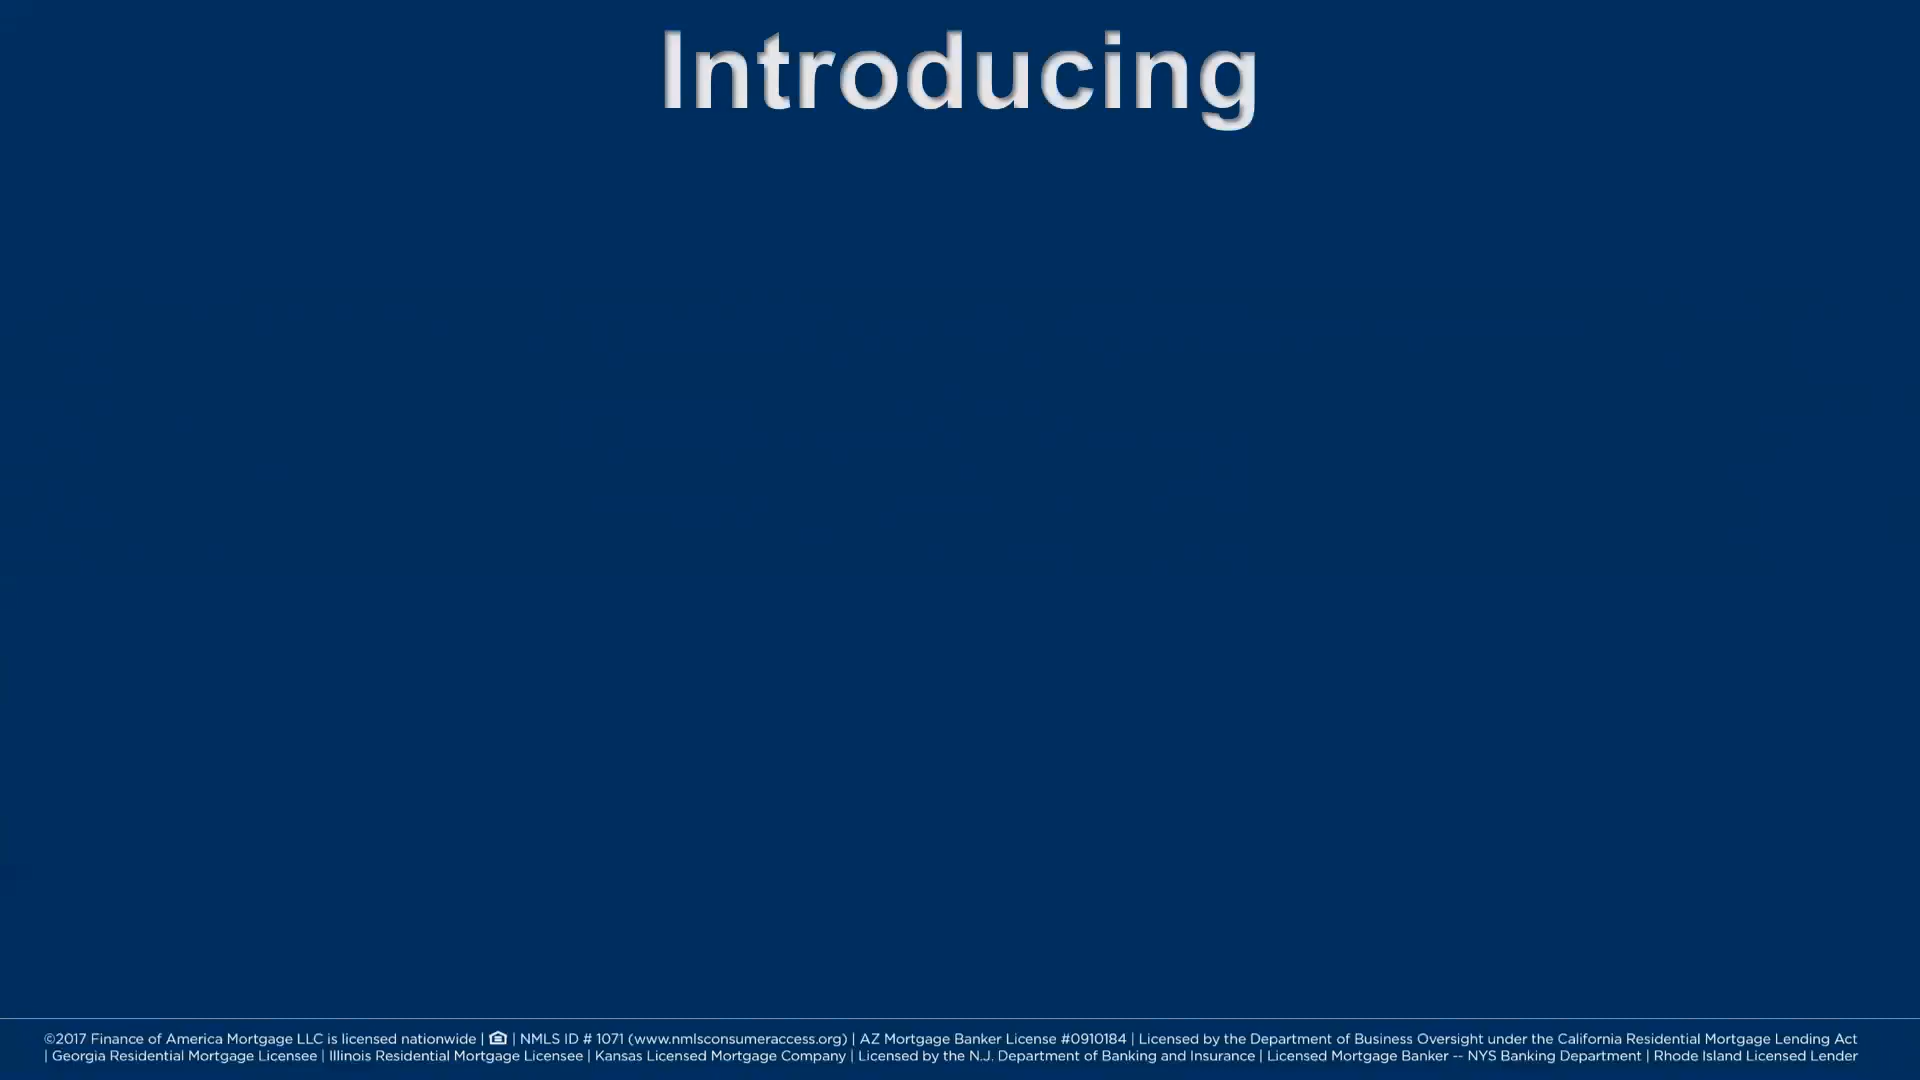 Introducing
©2017 Finance of America Mortgage LLC is licensed nationwide | | NMLS ID # 1071 (www.nmlsconsumeraccess.org) | AZ Mortgage Banker License #0910184 | Licensed by the Department of Business Oversight under the California Residential Mortgage Lending Act
| Georgia Residential Mortgage Licensee | Illinois Residential Mortgage Licensee | Kansas Licensed Mortgage Company | Licensed by the N.J. Department of Banking and Insurance | Licensed Mortgage Banker -- NYS Banking Department | Rhode Island Licensed Lender